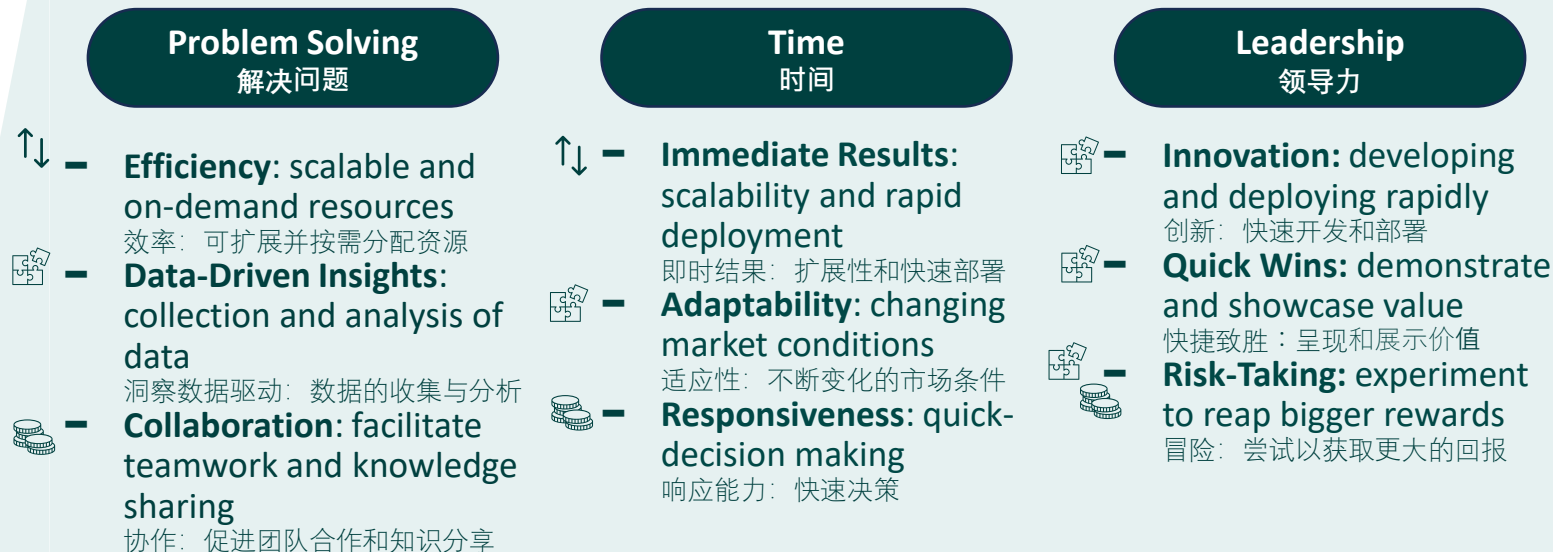 Problem Solving
解决问题
Efficiency: scalable and
on-demand resources
效率：可扩展并按需分配资源
Data-Driven Insights:
collection and analysis of
data
洞察数据驱动：数据的收集与分析
Collaboration: facilitate
teamwork and knowledge
sharing
协作：促进团队合作和知识分享
Time
时间
Immediate Results:
scalability and rapid
deployment
即时结果：扩展性和快速部署
Adaptability: changing
market conditions
适应性：不断变化的市场条件
Responsiveness: quick-
decision making
响应能力：快速决策
Leadership
领导力
Innovation: developing
and deploying rapidly
创新：快速开发和部署
Quick Wins: demonstrate
and showcase value
快捷致胜：呈现和展示价值
Risk-Taking: experiment
to reap bigger rewards
冒险：尝试以获取更大的回报